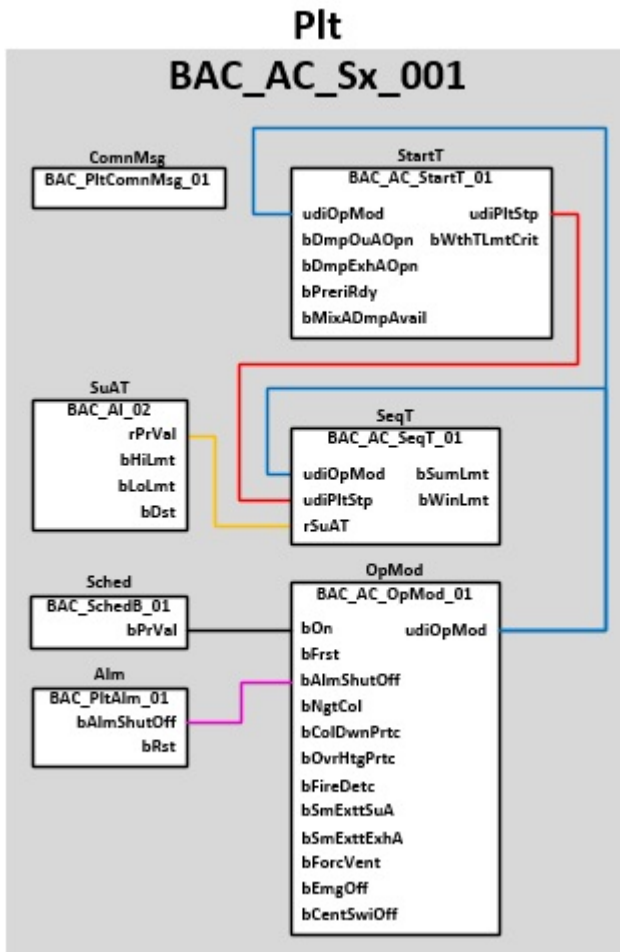 Plt
BAC_AC_Sx_001
ComnMsg
BAC_PltComnMsg_01
StartT
BAC_AC_StartT_01
udiOpMod udiPltStp
bDmpOuAOpn bWthTLmtCrit
bDmpExhAOpn
bPreriRdy
bMixADmpAvail
SuAT
BAC_AI_02
rPrVal
bHiLmt
bLoLmt
bDst
SeqT
BAC_AC_SeqT_01
udiOpMod bSumLmt
udiPltStp bWinLmt
rSuAT
Sched
BAC_SchedB_01
bPrVal
Alm
BAC_PltAlm_01
bAlmShutOff
bRst
OpMod
BAC_AC_OpMod_01
bOn udiOpMod
bFrst
bAlmShutOff
bNgtCol
bColDwnPrtc
bOvrHtgPrtc
bFireDetc
bSmExttSuA
bSmExttExhA
bForcVent
bEmgOff
bCentSwiOff